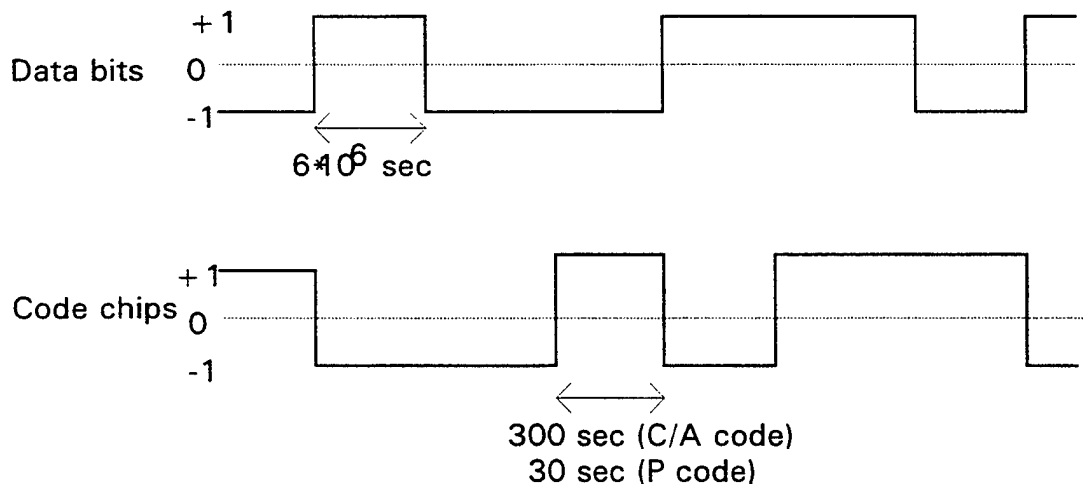 +1
Data bits 0
-1
6*10⁶ sec
+1
Code chips 0
-1
300 sec (C/A code)
30 sec (P code)